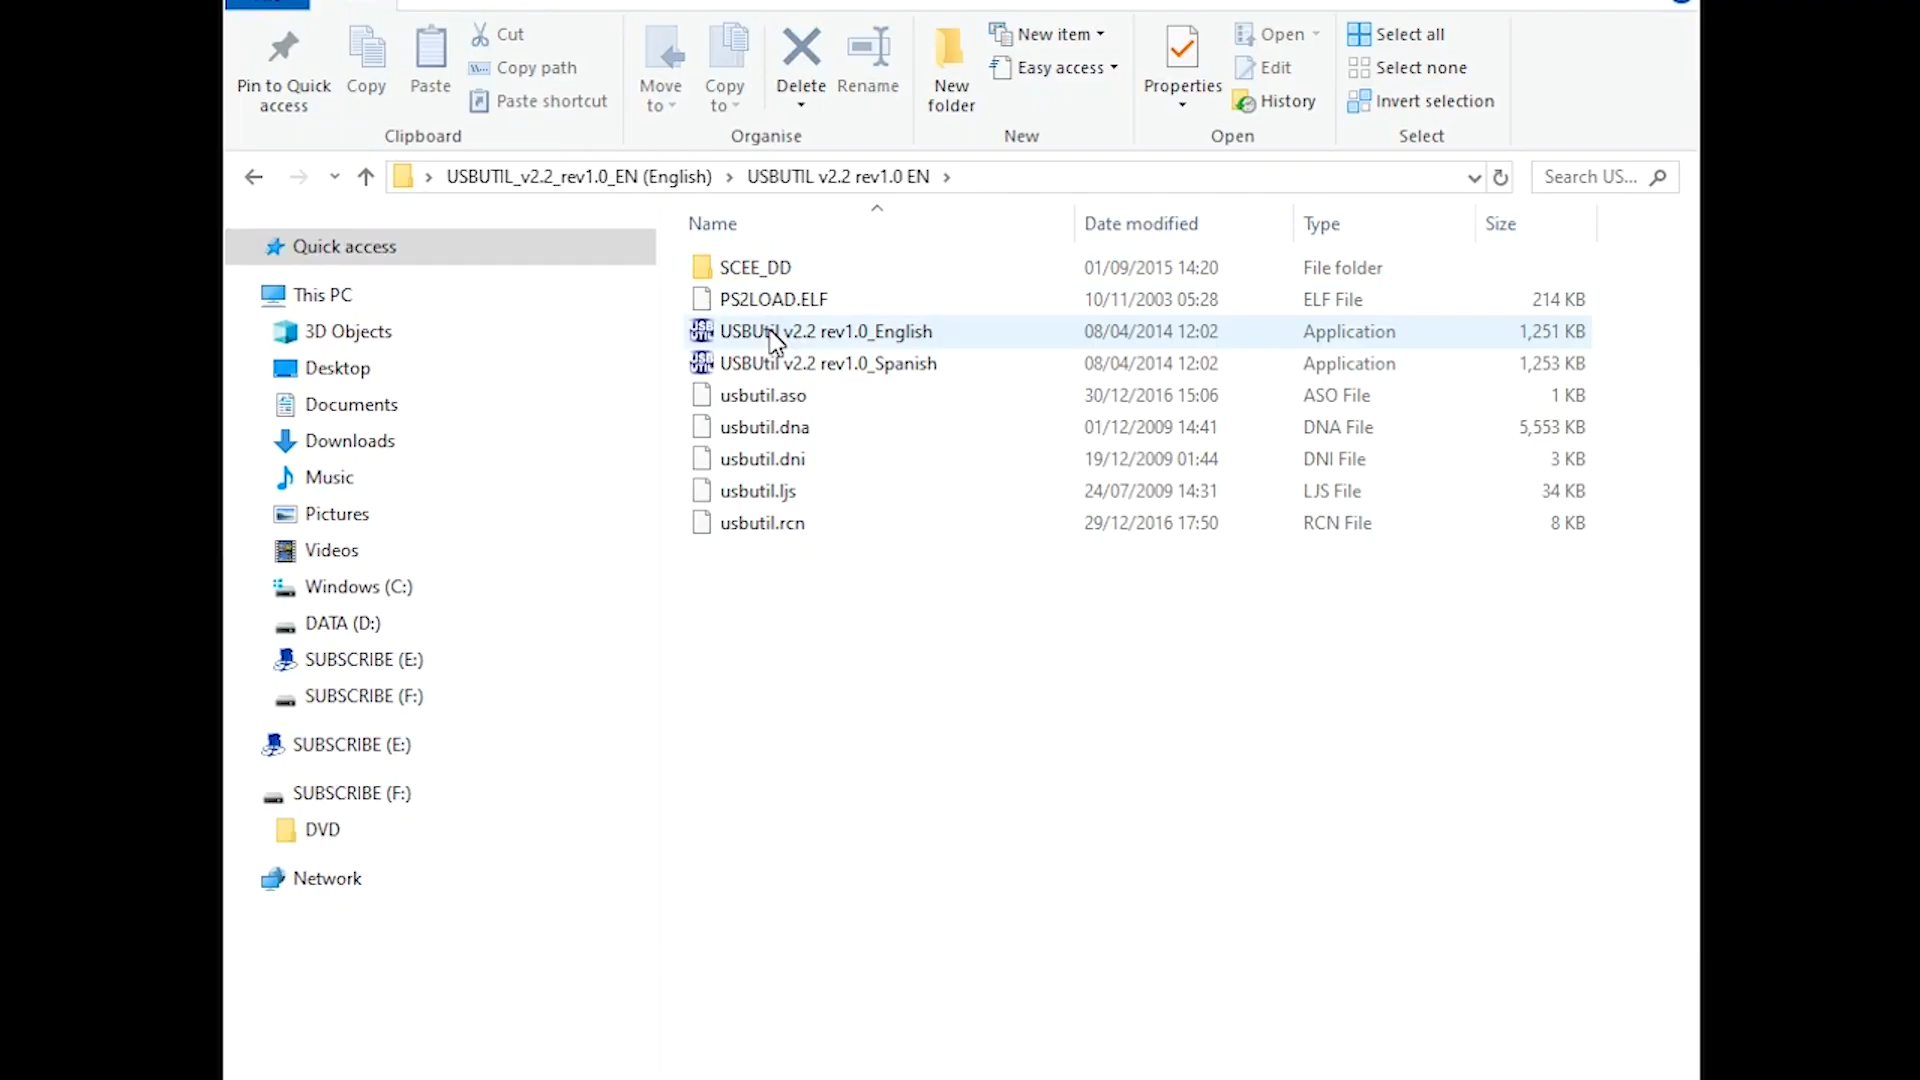 Pin to Quick access
Copy
Paste
Cut
Copy path
Paste shortcut
Clipboard
Move to
Copy to
Delete
Rename
Organise
New folder
New item
Easy access
New
Properties
Open
Edit
History
Open
Select all
Select none
Invert selection
Select
USBUTIL_v2.2_rev1.0_EN (English) USBUTIL v2.2 rev1.0 EN
Search US...
Name Date modified Type Size
Quick access
This PC
3D Objects
Desktop
Documents
Downloads
Music
Pictures
Videos
Windows (C:)
DATA (D:)
SUBSCRIBE (E:)
SUBSCRIBE (F:)
SUBSCRIBE (E:)
SUBSCRIBE (F:)
DVD
Network
SCEE_DD 01/09/2015 14:20 File folder
PS2LOAD.ELF 10/11/2003 05:28 ELF File 214 KB
USBUtil v2.2 rev1.0_English 08/04/2014 12:02 Application 1,251 KB
USBUtil v2.2 rev1.0_Spanish 08/04/2014 12:02 Application 1,253 KB
usbutil.aso 30/12/2016 15:06 ASO File 1 KB
usbutil.dna 01/12/2009 14:41 DNA File 5,553 KB
usbutil.dni 19/12/2009 01:44 DNI File 3 KB
usbutil.ljs 24/07/2009 14:31 LJS File 34 KB
usbutil.rcn 29/12/2016 17:50 RCN File 8 KB